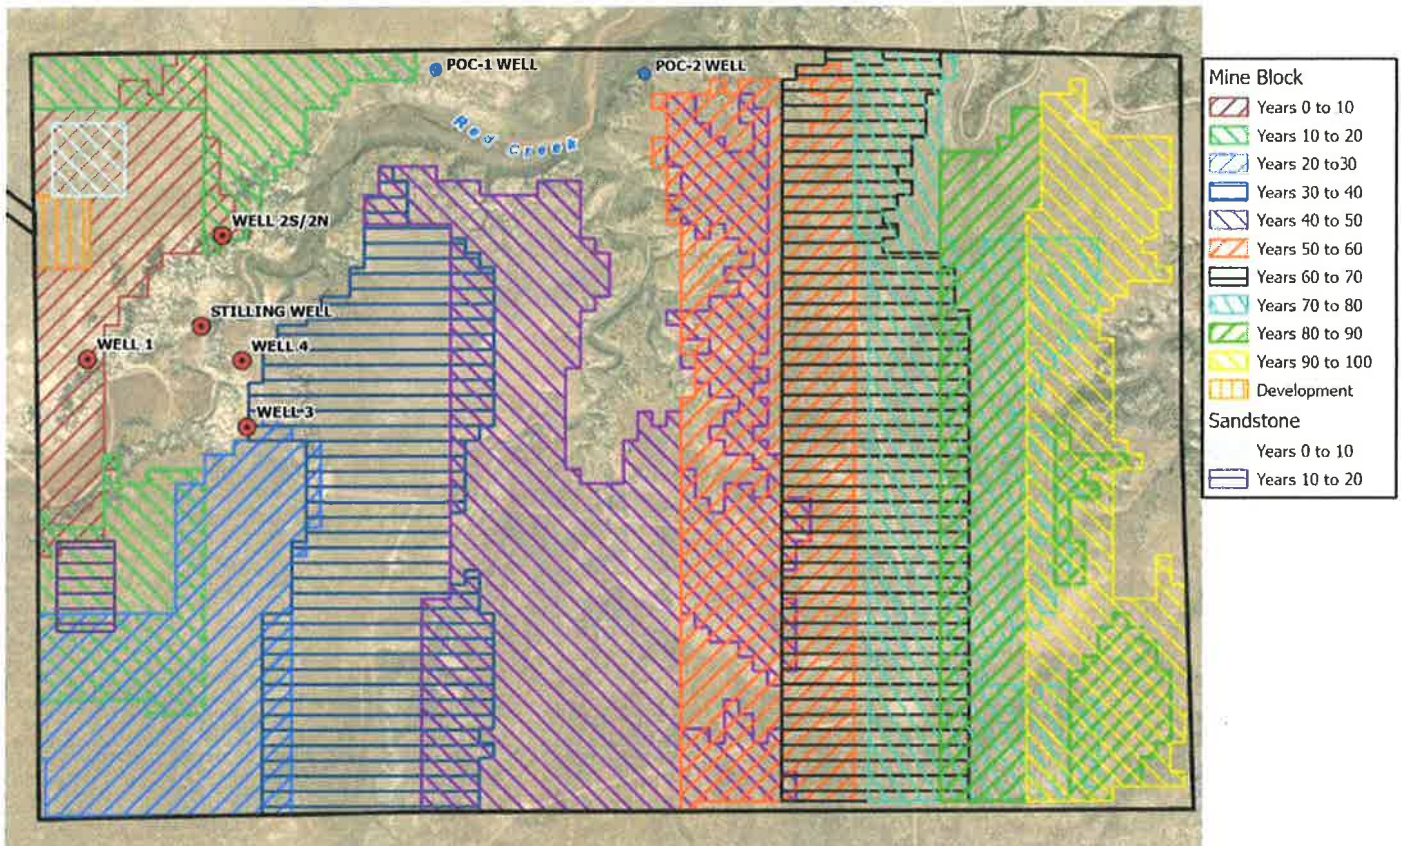 POC-1 WELL
POC-2 WELL
Red Creek
WELL 2S/2N
STILLING WELL
WELL 1
WELL 4
WELL 3
Mine Block
Years 0 to 10
Years 10 to 20
Years 20 to30
Years 30 to 40
Years 40 to 50
Years 50 to 60
Years 60 to 70
Years 70 to 80
Years 80 to 90
Years 90 to 100
Development
Sandstone
Years 0 to 10
Years 10 to 20